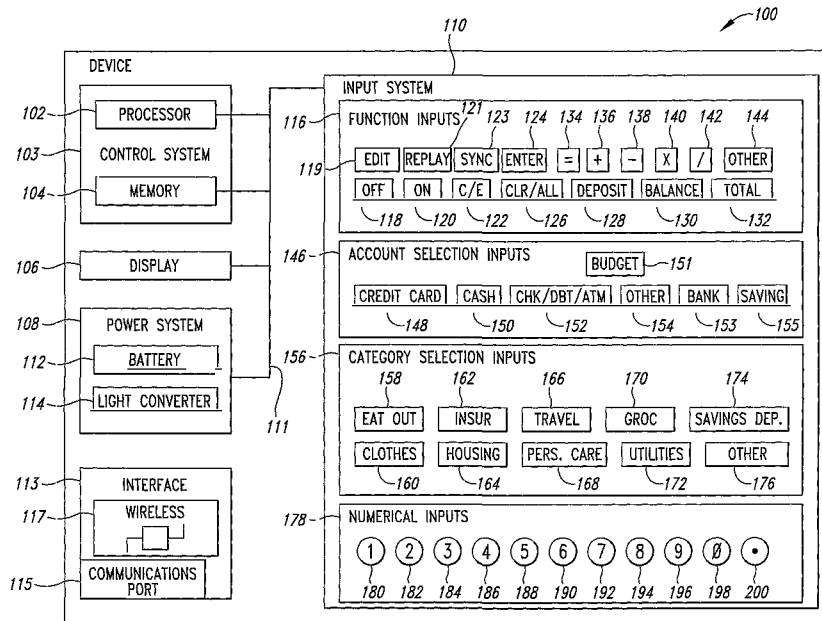 100
110
DEVICE
INPUT SYSTEM
102
PROCESSOR
103
CONTROL SYSTEM
104
MEMORY
106
DISPLAY
108
POWER SYSTEM
112
BATTERY
114
LIGHT CONVERTER
111
113
INTERFACE
117
WIRELESS
115
COMMUNICATIONS
PORT
116
FUNCTION INPUTS
121
123 124 134 136 138 140 142 144
119
EDIT REPLAY SYNC ENTER = + - X / OTHER
OFF ON C/E CLR/ALL DEPOSIT BALANCE TOTAL
118 120 122 126 128 130 132
146
ACCOUNT SELECTION INPUTS
BUDGET 151
CREDIT CARD CASH CHK/DBT/ATM OTHER BANK SAVING
148 150 152 154 153 155
156
CATEGORY SELECTION INPUTS
158 162 166 170 174
EAT OUT INSUR TRAVEL GROC SAVINGS DEP.
CLOTHES HOUSING PERS. CARE UTILITIES OTHER
160 164 168 172 176
178
NUMERICAL INPUTS
1 2 3 4 5 6 7 8 9 Ø •
180 182 184 186 188 190 192 194 196 198 200